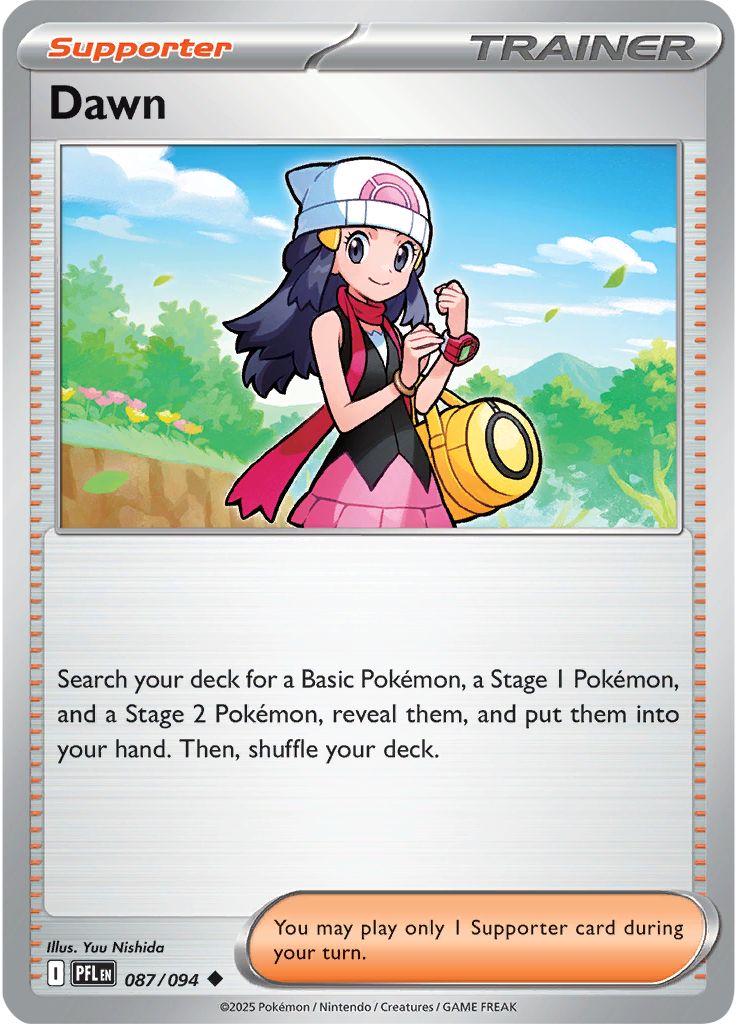 Supporter
TRAINER
Dawn
Search your deck for a Basic Pokémon, a Stage 1 Pokémon,
and a Stage 2 Pokémon, reveal them, and put them into
your hand. Then, shuffle your deck.
You may play only 1 Supporter card during
your turn.
Illus. Yuu Nishida
I PFL EN 087/094
©2025 Pokémon / Nintendo / Creatures / GAME FREAK